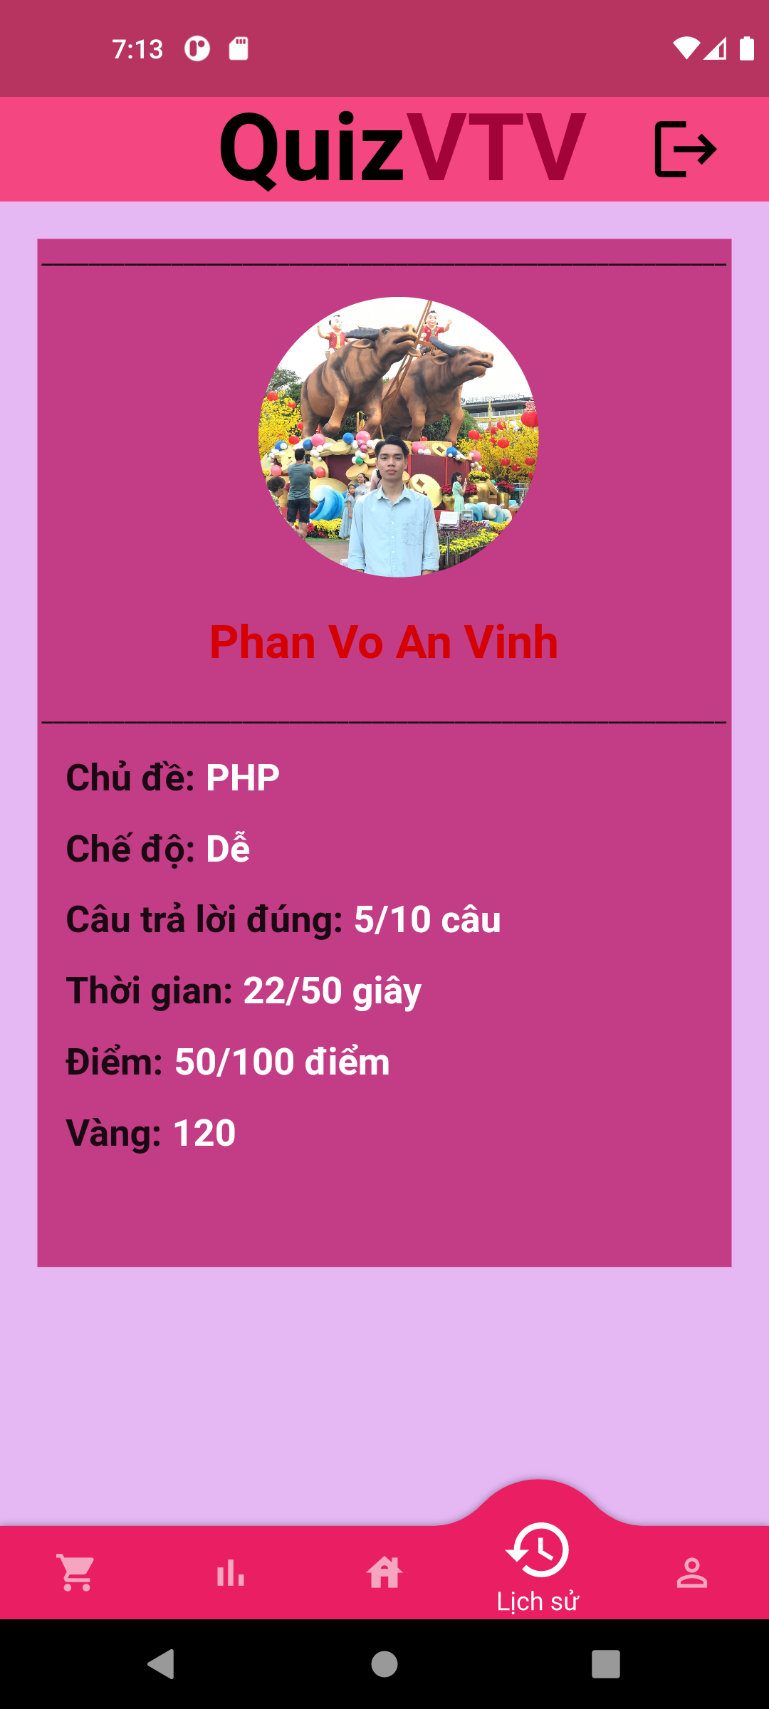 7:13
QuizVTV
Phan Vo An Vinh
Chủ đề: PHP
Chế độ: Dễ
Câu trả lời đúng: 5/10 câu
Thời gian: 22/50 giây
Điểm: 50/100 điểm
Vàng: 120
Lịch sử